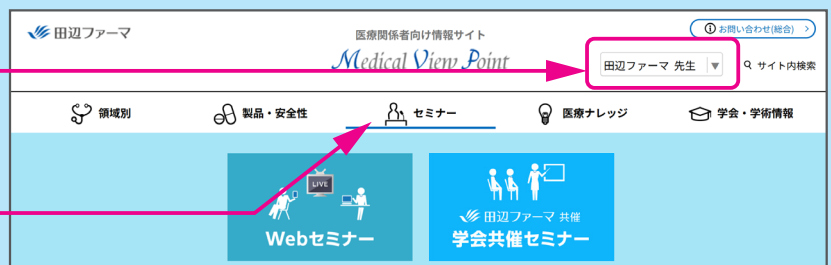 田辺ファーマ
医療関係者向け情報サイト
Medical View Point
お問い合わせ(総合)
田辺ファーマ 先生 ▼
サイト内検索
領域別
製品・安全性
セミナー
医療ナレッジ
学会・学術情報
LIVE
Webセミナー
田辺ファーマ 共催
学会共催セミナー